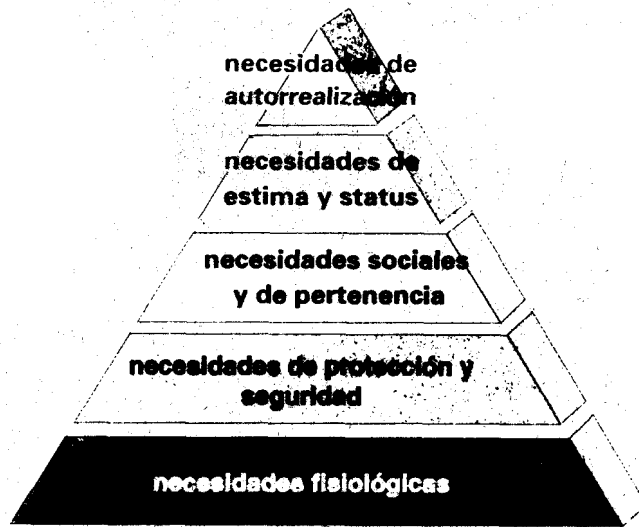 necesidades de
autorrealización
necesidades de
estima y status
necesidades sociales
y de pertenencia
necesidades de protección y
seguridad
necesidades fisiológicas